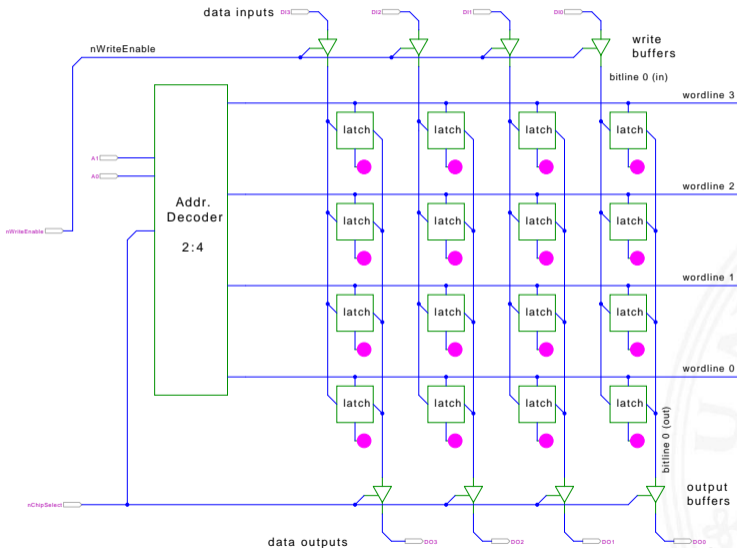 data inputs DI3 DI2 DI1 DI0
write
buffers
nWriteEnable
bitline 0 (in)
wordline 3
latch latch latch latch
A1
A0
wordline 2
Addr.
Decoder
2:4
latch latch latch latch
nWriteEnable
wordline 1
latch latch latch latch
wordline 0
latch latch latch latch
bitline 0 (out)
output
buffers
nChipSelect
data outputs DO3 DO2 DO1 DO0